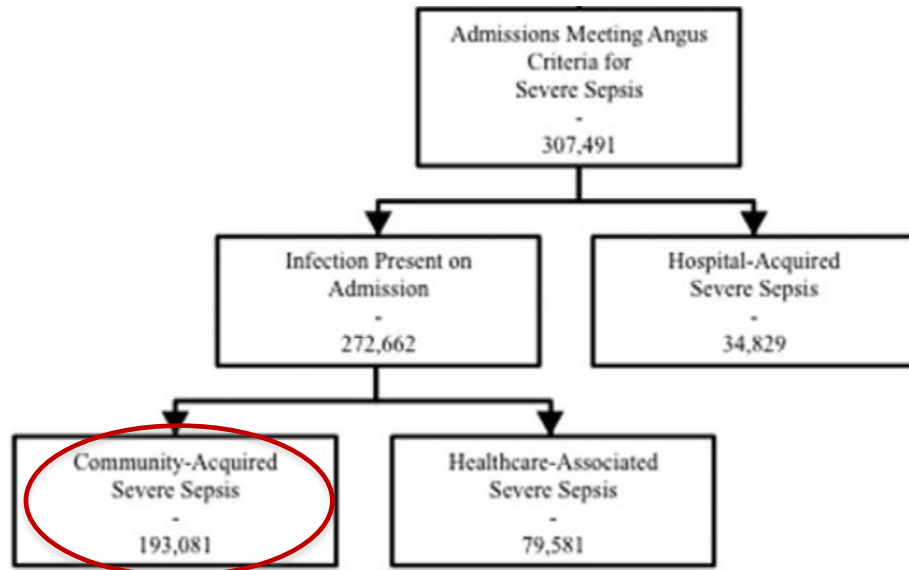 Admissions Meeting Angus
Criteria for
Severe Sepsis
-
307,491
Infection Present on
Admission
-
272,662
Hospital-Acquired
Severe Sepsis
-
34,829
Community-Acquired
Severe Sepsis
-
193,081
Healthcare-Associated
Severe Sepsis
-
79,581